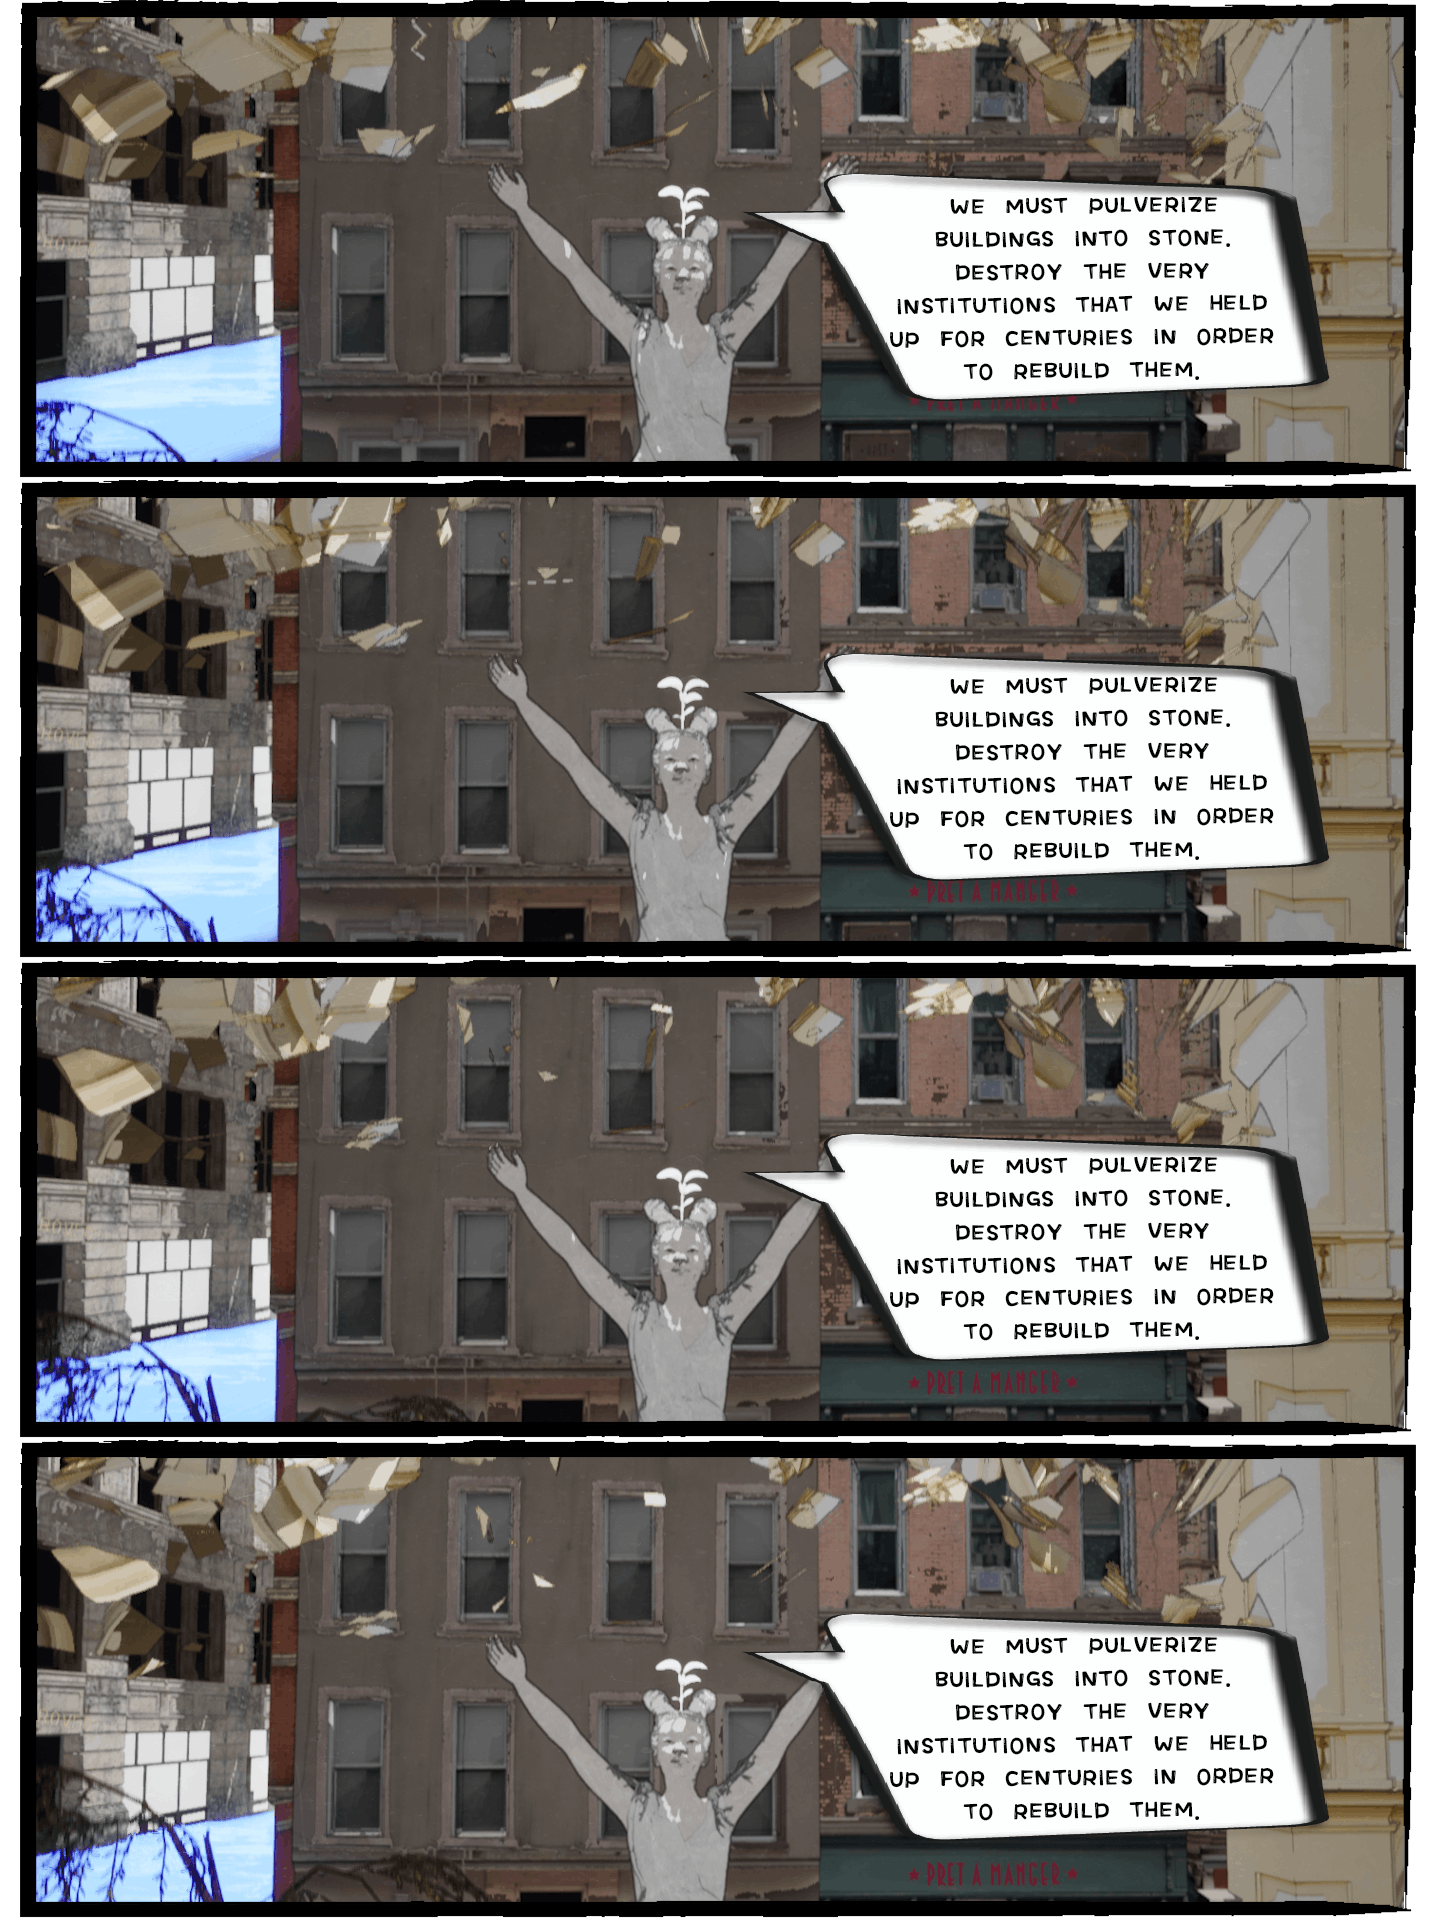 WE MUST PULVERIZE
BUILDINGS INTO STONE.
DESTROY THE VERY
INSTITUTIONS THAT WE HELD
UP FOR CENTURIES IN ORDER
TO REBUILD THEM.
PRET A MANGER
WE MUST PULVERIZE
BUILDINGS INTO STONE.
DESTROY THE VERY
INSTITUTIONS THAT WE HELD
UP FOR CENTURIES IN ORDER
TO REBUILD THEM.
★ PRET A MANGER ★
WE MUST PULVERIZE
BUILDINGS INTO STONE.
DESTROY THE VERY
INSTITUTIONS THAT WE HELD
UP FOR CENTURIES IN ORDER
TO REBUILD THEM.
★ PRET A MANGER ★
WE MUST PULVERIZE
BUILDINGS INTO STONE.
DESTROY THE VERY
INSTITUTIONS THAT WE HELD
UP FOR CENTURIES IN ORDER
TO REBUILD THEM.
★ PRET A MANGER ★